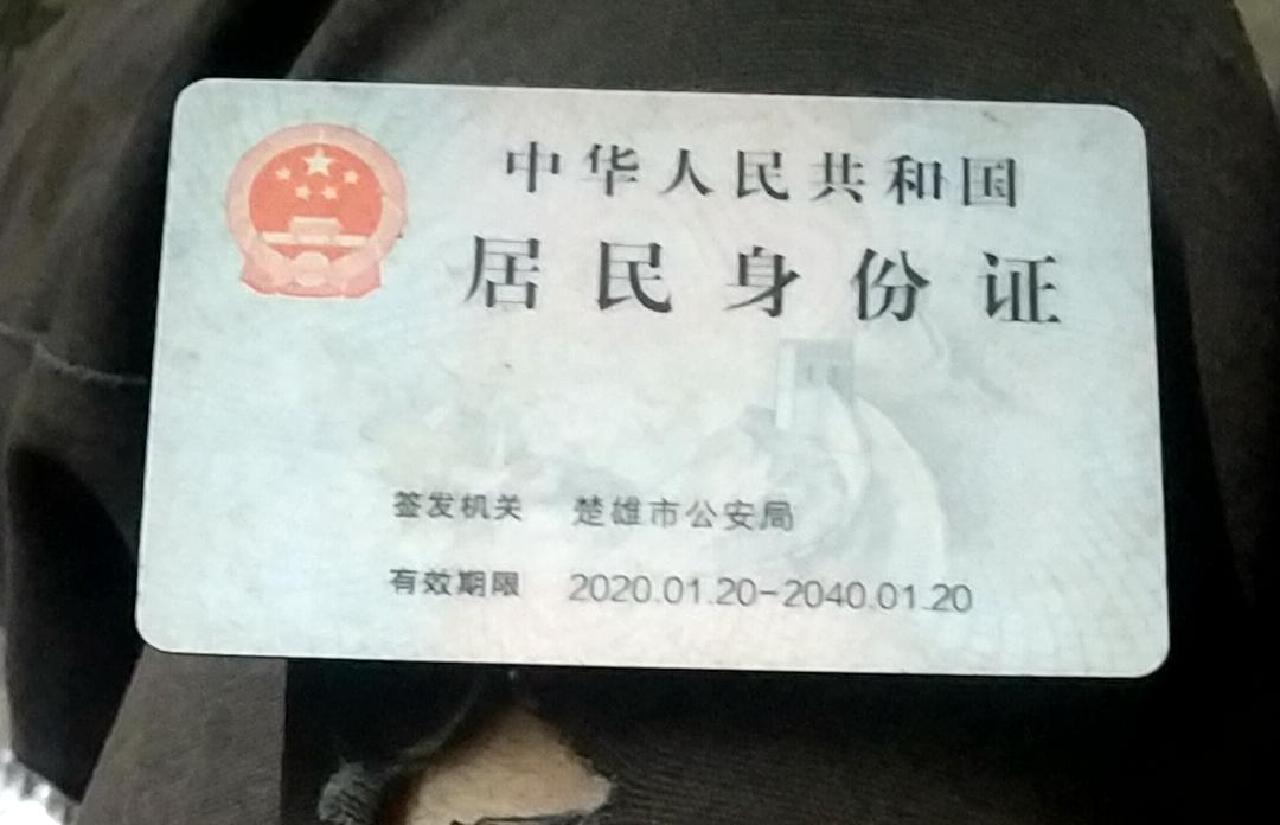 中华人民共和国
居民身份证
签发机关 楚雄市公安局
有效期限 2020.01.20-2040.01.20